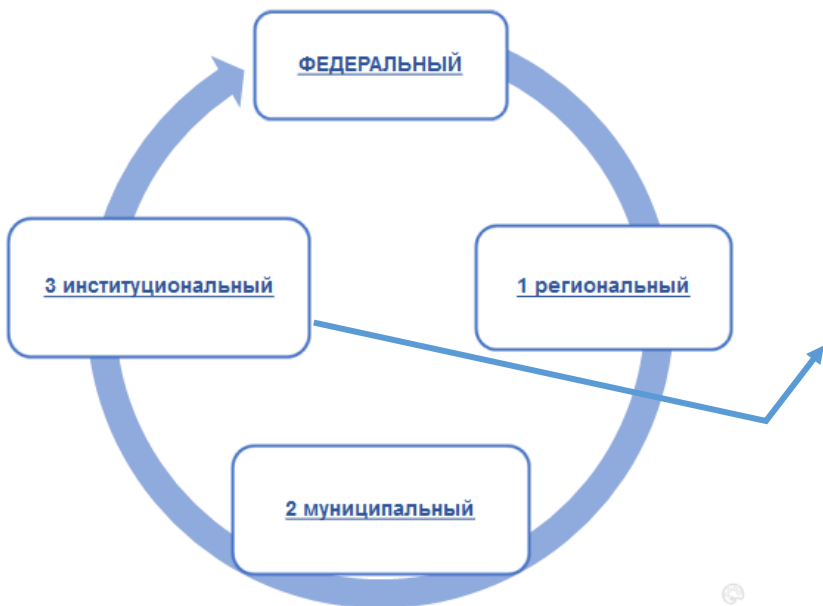 ФЕДЕРАЛЬНЫЙ
1 региональный
2 муниципальный
3 институциональный